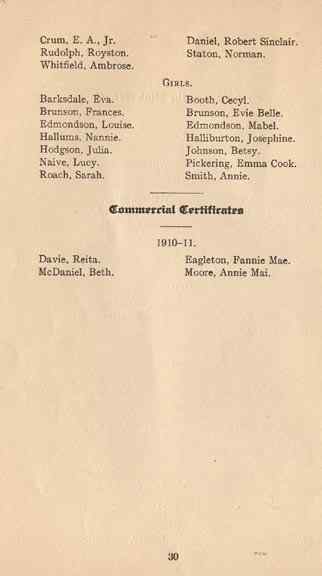 Crum, E. A., Jr. Daniel, Robert Sinclair.
Rudolph, Royston. Staton, Norman.
Whitfield, Ambrose.
GIRLS.
Barksdale, Eva. Booth, Cecyl.
Brunson, Frances. Brunson, Evie Belle.
Edmondson, Louise. Edmondson, Mabel.
Hallums, Nannie. Halliburton, Josephine.
Hodgson, Julia. Johnson, Betsy.
Naive, Lucy. Pickering, Emma Cook.
Roach, Sarah. Smith, Annie.
Commercial Certificates
1910-11.
Davie, Reita. Eagleton, Fannie Mae.
McDaniel, Beth. Moore, Annie Mai.
30